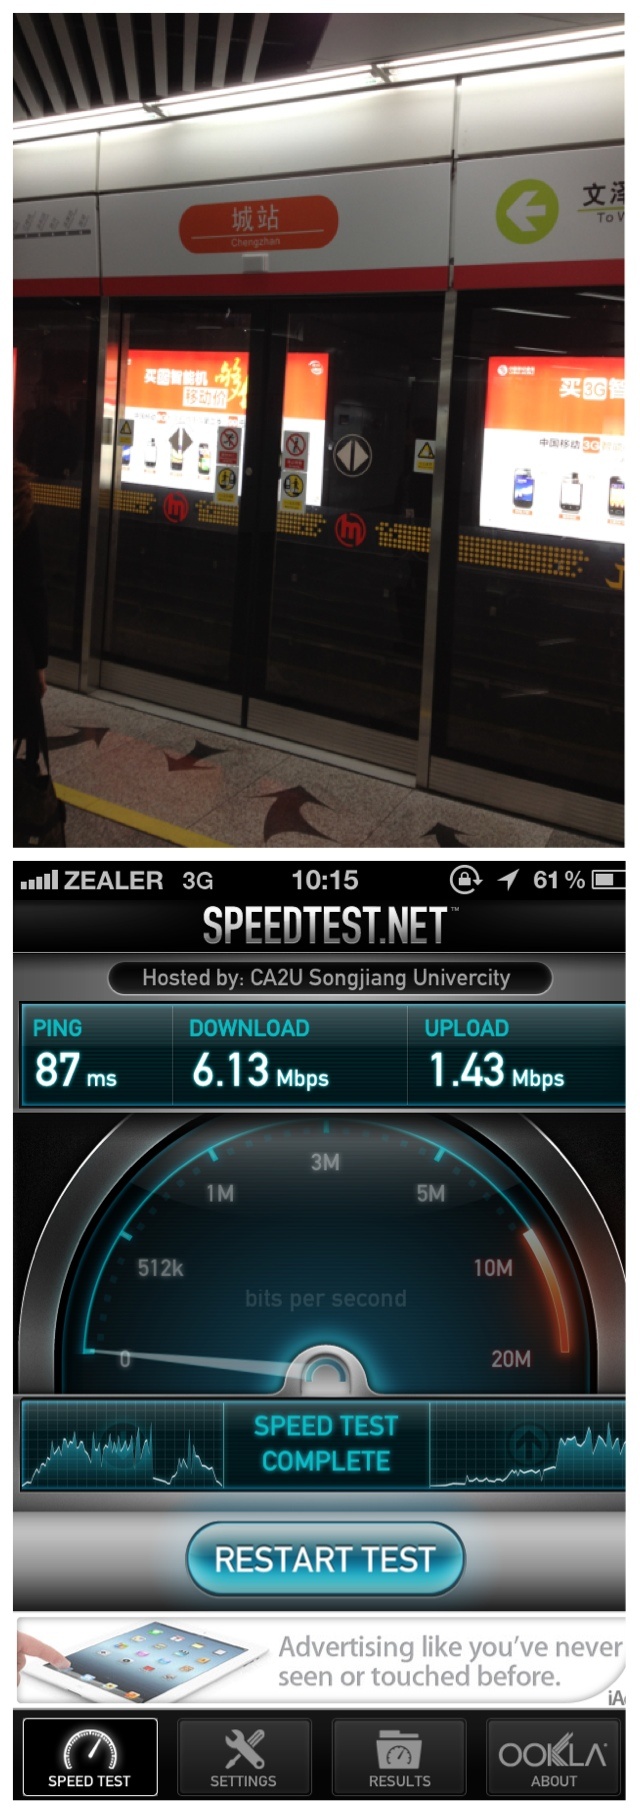 城站
Chengzhan
文泽
To W
买3G智能机
移动价
买3G智
中国移动3G
ZEALER 3G 10:15 61%
SPEEDTEST.NET™
Hosted by: CA2U Songjiang Univercity
PING DOWNLOAD UPLOAD
87 ms 6.13 Mbps 1.43 Mbps
3M
1M 5M
512k 10M
bits per second
0 20M
SPEED TEST
COMPLETE
RESTART TEST
Advertising like you've never
seen or touched before.
iA
OOKLA
SPEED TEST SETTINGS RESULTS ABOUT